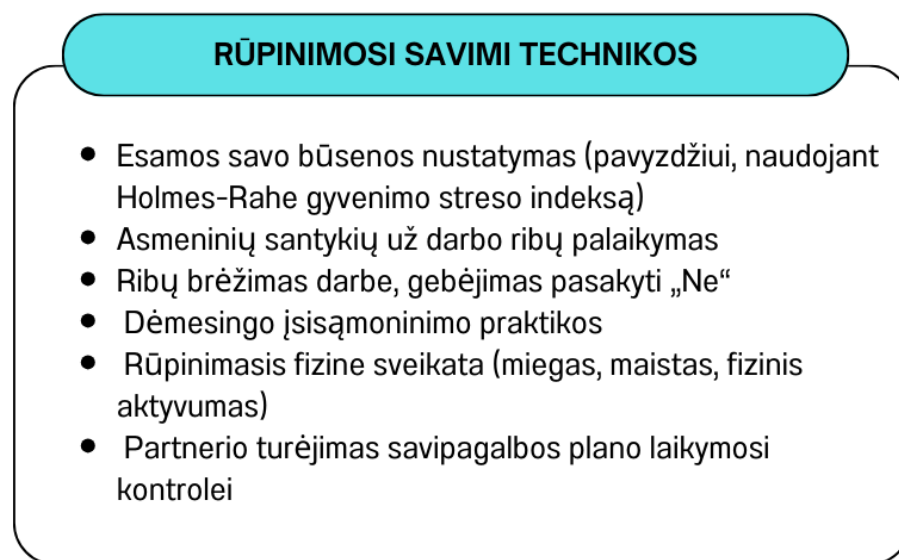 RŪPINIMOSI SAVIMI TECHNIKOS
• Esamos savo būsenos nustatymas (pavyzdžiui, naudojant
Holmes-Rahe gyvenimo streso indeksą)
• Asmeninių santykių už darbo ribų palaikymas
• Ribų brėžimas darbe, gebėjimas pasakyti „Ne“
• Dėmesingo įsisąmoninimo praktikos
• Rūpinimasis fizine sveikata (miegas, maistas, fizinis
aktyvumas)
• Partnerio turėjimas savipagalbos plano laikymosi
kontrolei